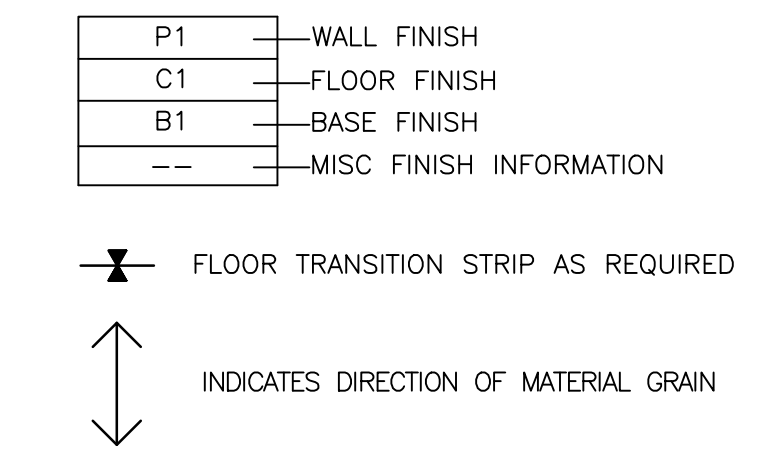 P1 WALL FINISH
C1 FLOOR FINISH
B1 BASE FINISH
-- MISC FINISH INFORMATION
FLOOR TRANSITION STRIP AS REQUIRED
INDICATES DIRECTION OF MATERIAL GRAIN